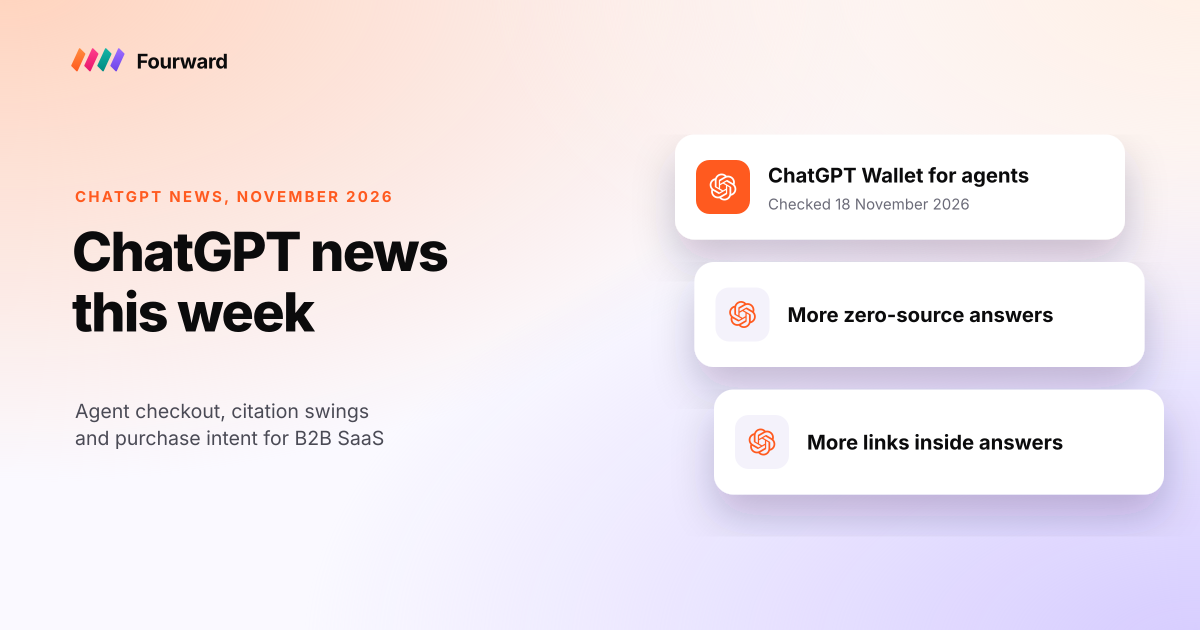 Fourward
CHATGPT NEWS, NOVEMBER 2026
ChatGPT news
this week
Agent checkout, citation swings
and purchase intent for B2B SaaS
ChatGPT Wallet for agents
Checked 18 November 2026
More zero-source answers
More links inside answers